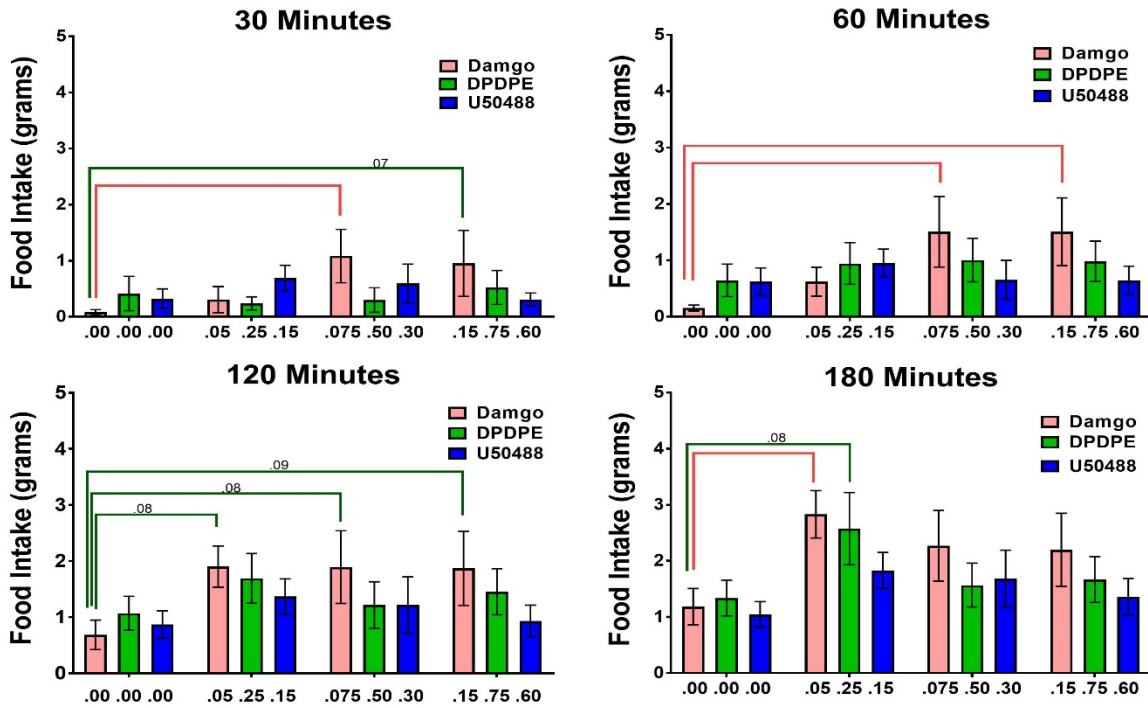 30 Minutes
Food Intake (grams)
5
4
3
2
1
0
Damgo
DPDPE
U50488
.07
.00 .00 .00 .05 .25 .15 .075 .50 .30 .15 .75 .60
60 Minutes
Food Intake (grams)
5
4
3
2
1
0
Damgo
DPDPE
U50488
.00 .00 .00 .05 .25 .15 .075 .50 .30 .15 .75 .60
120 Minutes
Food Intake (grams)
5
4
3
2
1
0
Damgo
DPDPE
U50488
.09
.08
.08
.00 .00 .00 .05 .25 .15 .075 .50 .30 .15 .75 .60
180 Minutes
Food Intake (grams)
5
4
3
2
1
0
Damgo
DPDPE
U50488
.08
.00 .00 .00 .05 .25 .15 .075 .50 .30 .15 .75 .60